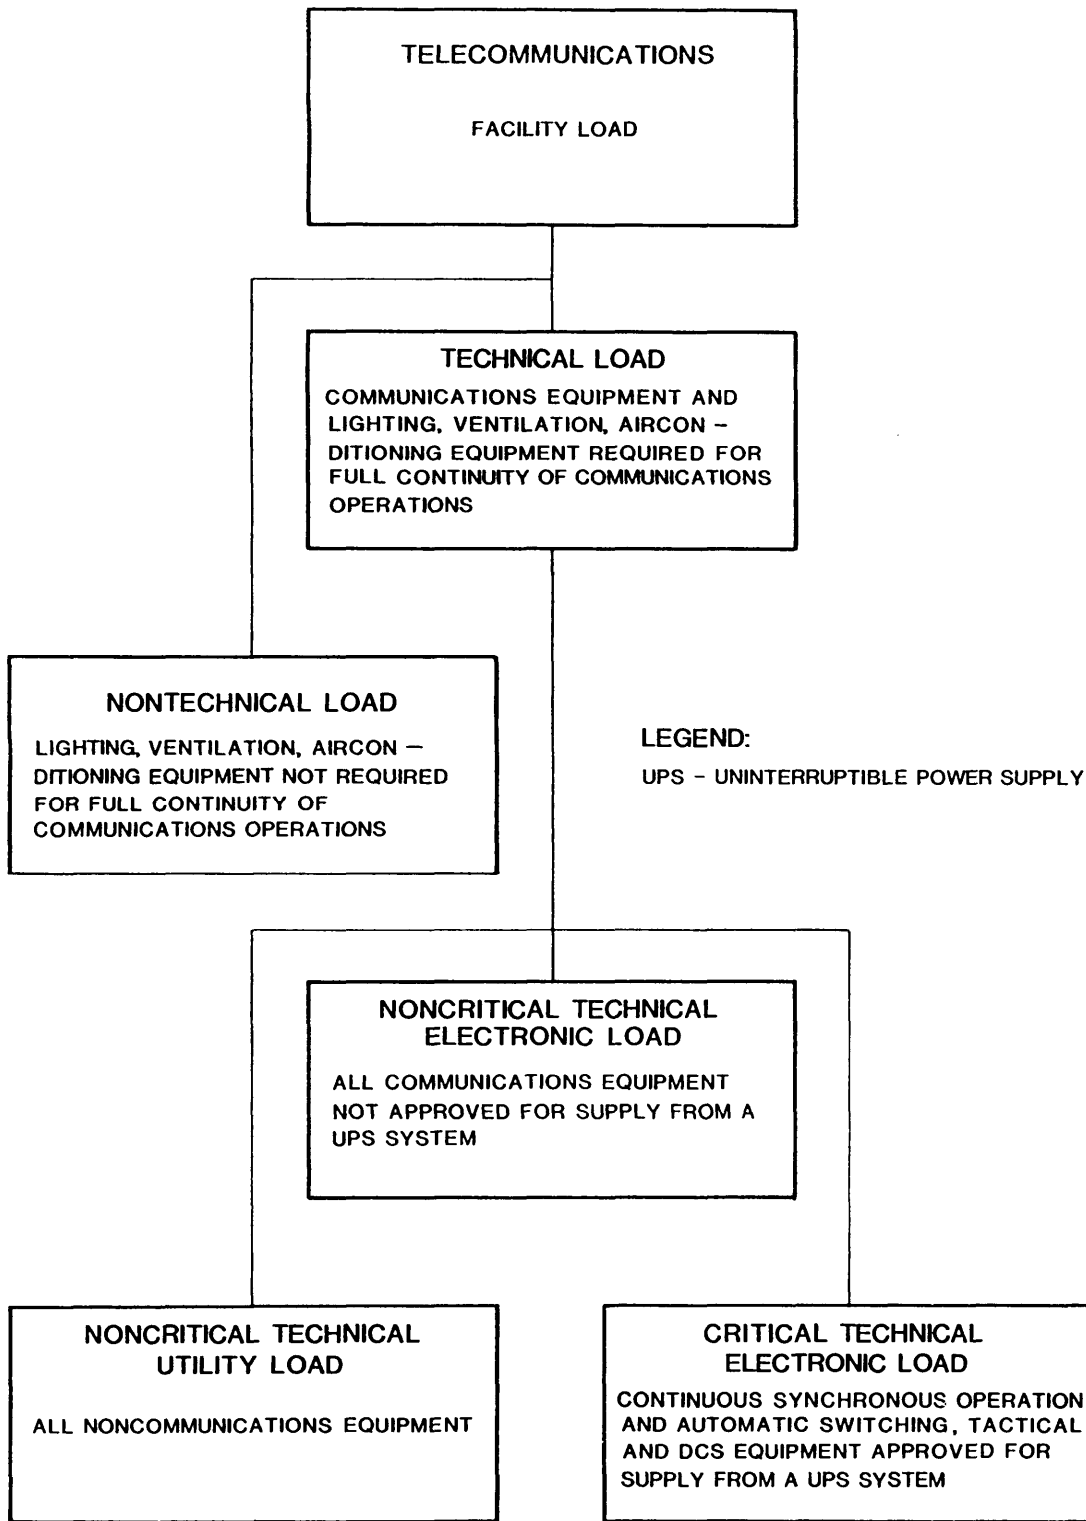 TELECOMMUNICATIONS
FACILITY LOAD
TECHNICAL LOAD
COMMUNICATIONS EQUIPMENT AND
LIGHTING, VENTILATION, AIRCON –
DITIONING EQUIPMENT REQUIRED FOR
FULL CONTINUITY OF COMMUNICATIONS
OPERATIONS
NONTECHNICAL LOAD
LIGHTING, VENTILATION, AIRCON –
DITIONING EQUIPMENT NOT REQUIRED
FOR FULL CONTINUITY OF
COMMUNICATIONS OPERATIONS
LEGEND:
UPS – UNINTERRUPTIBLE POWER SUPPLY
NONCRITICAL TECHNICAL
ELECTRONIC LOAD
ALL COMMUNICATIONS EQUIPMENT
NOT APPROVED FOR SUPPLY FROM A
UPS SYSTEM
NONCRITICAL TECHNICAL
UTILITY LOAD
ALL NONCOMMUNICATIONS EQUIPMENT
CRITICAL TECHNICAL
ELECTRONIC LOAD
CONTINUOUS SYNCHRONOUS OPERATION
AND AUTOMATIC SWITCHING, TACTICAL
AND DCS EQUIPMENT APPROVED FOR
SUPPLY FROM A UPS SYSTEM